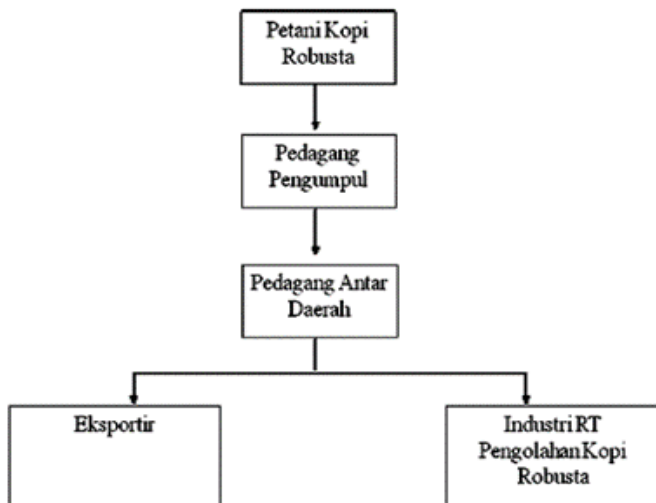 Petani Kopi
Robusta
Pedagang
Pengumpul
Pedagang Antar
Daerah
Eksportir
Industri RT
Pengolahan Kopi
Robusta